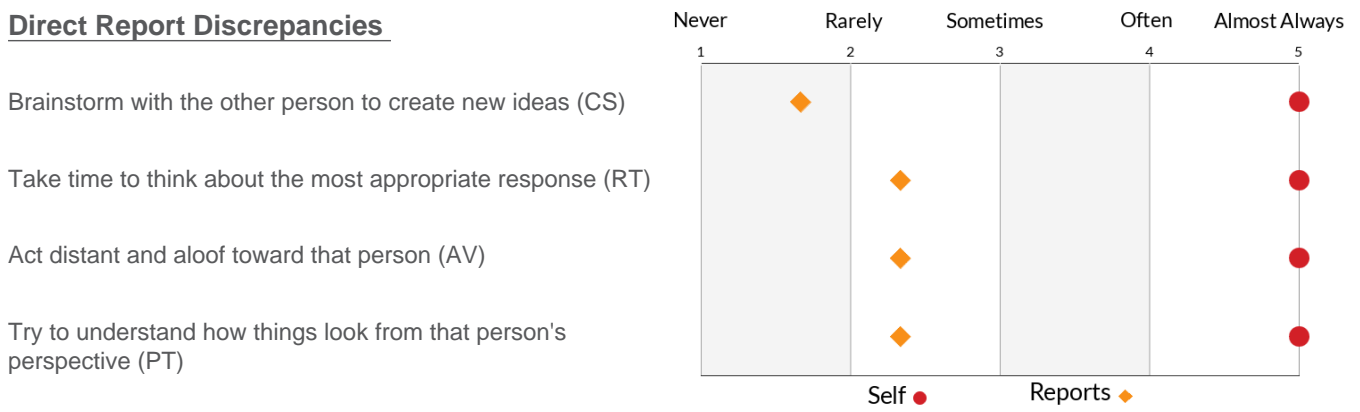 Direct Report Discrepancies
Never Rarely Sometimes Often Almost Always
1 2 3 4 5
Brainstorm with the other person to create new ideas (CS)
Take time to think about the most appropriate response (RT)
Act distant and aloof toward that person (AV)
Try to understand how things look from that person's
perspective (PT)
Self Reports